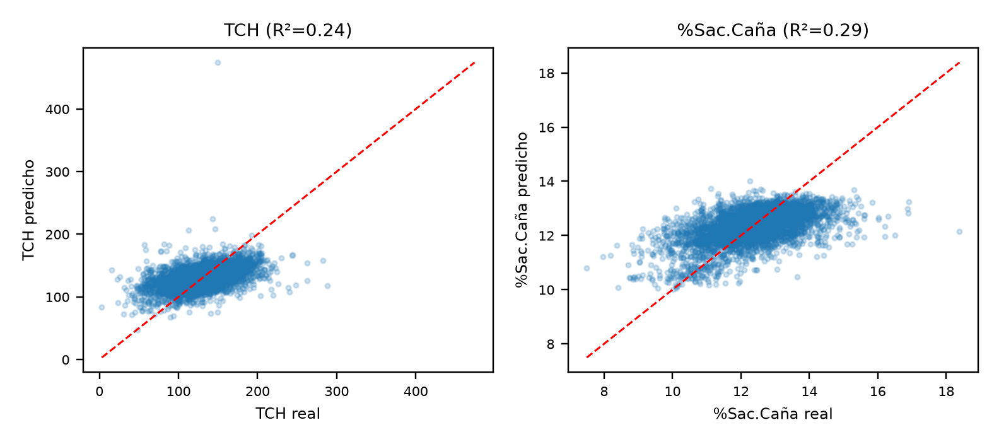 TCH (R²=0.24)
TCH predicho
400
300
200
100
0
0 100 200 300 400
TCH real
%Sac.Caña (R²=0.29)
%Sac.Caña predicho
18
16
14
12
10
8
8 10 12 14 16 18
%Sac.Caña real